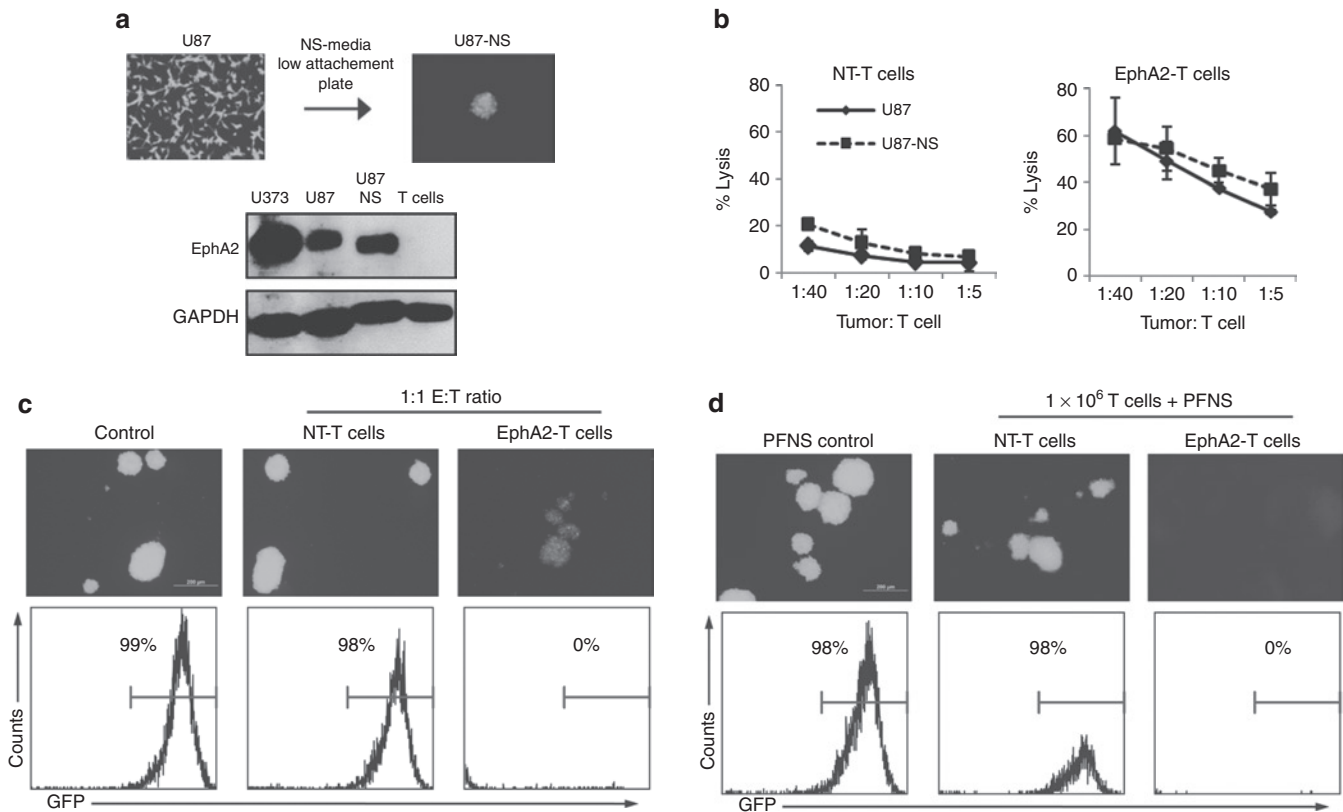 a
U87
NS-media
low attachement
plate
U87-NS
U373 U87 U87 NS T cells
EphA2
GAPDH
b
NT-T cells
U87
U87-NS
% Lysis
80
60
40
20
0
1:40 1:20 1:10 1:5
Tumor: T cell
EphA2-T cells
% Lysis
80
60
40
20
0
1:40 1:20 1:10 1:5
Tumor: T cell
c
1:1 E:T ratio
Control NT-T cells EphA2-T cells
200 μm
99% 98% 0%
Counts
GFP
d
1 × 10⁶ T cells + PFNS
PFNS control NT-T cells EphA2-T cells
200 μm
98% 98% 0%
Counts
GFP